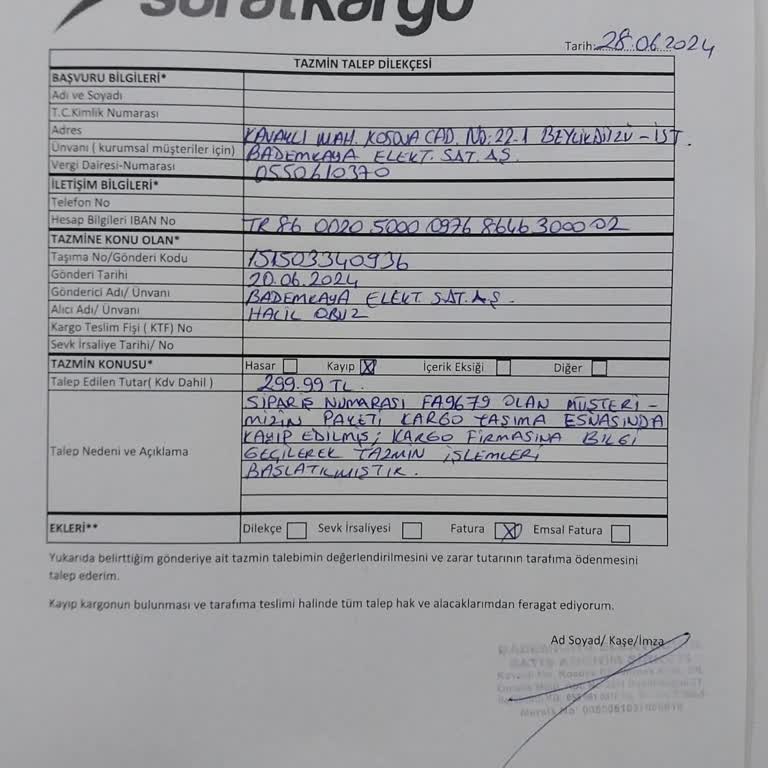 süratkargo
Tarih: 28.06.2024
TAZMİN TALEP DİLEKÇESİ
BAŞVURU BİLGİLERİ*
Adı ve Soyadı
T.C.Kimlik Numarası
Adres KAVAKLI MAH. KOSOVA CAD. NO:22-1 BEYLİKDÜZÜ-İST.
Ünvanı ( kurumsal müşteriler için) BADEMKAYA ELEKT. SAT. AŞ.
Vergi Dairesi-Numarası 0550610370
İLETİŞİM BİLGİLERİ*
Telefon No
Hesap Bilgileri IBAN No TR 86 0020 5000 0976 8646 3000 02
TAZMİNE KONU OLAN*
Taşıma No/Gönderi Kodu 151503340936
Gönderi Tarihi 20.06.2024
Gönderici Adı/ Ünvanı BADEMKAYA ELEKT SAT. AŞ.
Alıcı Adı/ Ünvanı HALİL OBUZ
Kargo Teslim Fişi ( KTF) No
Sevk İrsaliye Tarihi/ No
TAZMİN KONUSU* Hasar Kayıp X İçerik Eksiği Diğer
Talep Edilen Tutar( Kdv Dahil ) 299.99 TL.
Talep Nedeni ve Açıklama
SİPARİŞ NUMARASI FA9679 OLAN MÜŞTERİ-
MİZİN PAKETİ KARGO TAŞIMA ESNASINDA
KAYIP EDİLMİŞ; KARGO FİRMASINA BİLGİ
GEÇİLEREK TAZMİN İŞLEMLERİ
BAŞLATILMIŞTIR.
EKLERİ** Dilekçe Sevk İrsaliyesi Fatura X Emsal Fatura
Yukarıda belirttiğim gönderiye ait tazmin talebimin değerlendirilmesini ve zarar tutarının tarafıma ödenmesini
talep ederim.
Kayıp kargonun bulunması ve tarafıma teslimi halinde tüm talep hak ve alacaklarımdan feragat ediyorum.
Ad Soyad/ Kaşe/İmza
SATIŞ ANONİM ŞİRKETİ